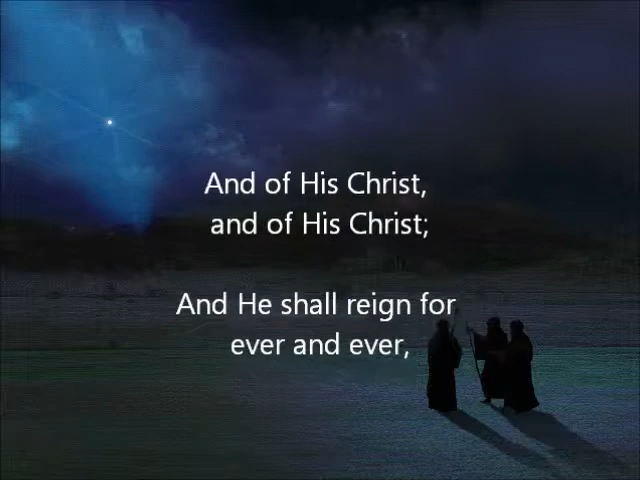 And of His Christ,
and of His Christ;
And He shall reign for
ever and ever,